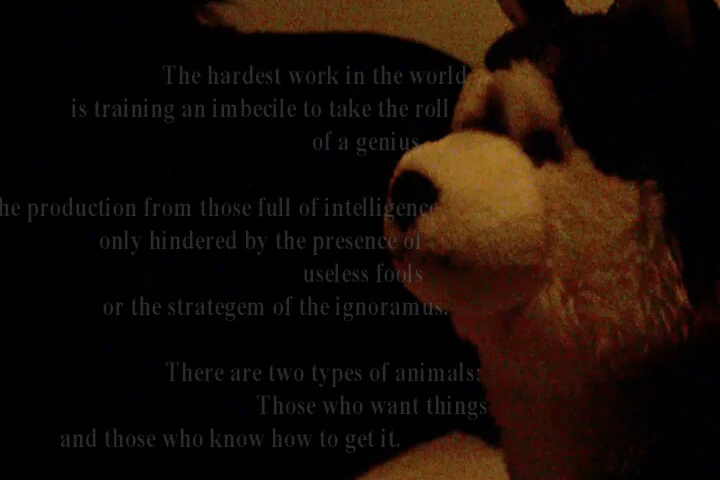 The hardest work in the world
is training an imbecile to take the roll
of a genius
he production from those full of intelligence
only hindered by the presence of
useless fools
or the strategem of the ignoramus.
There are two types of animals:
Those who want things
and those who know how to get it.